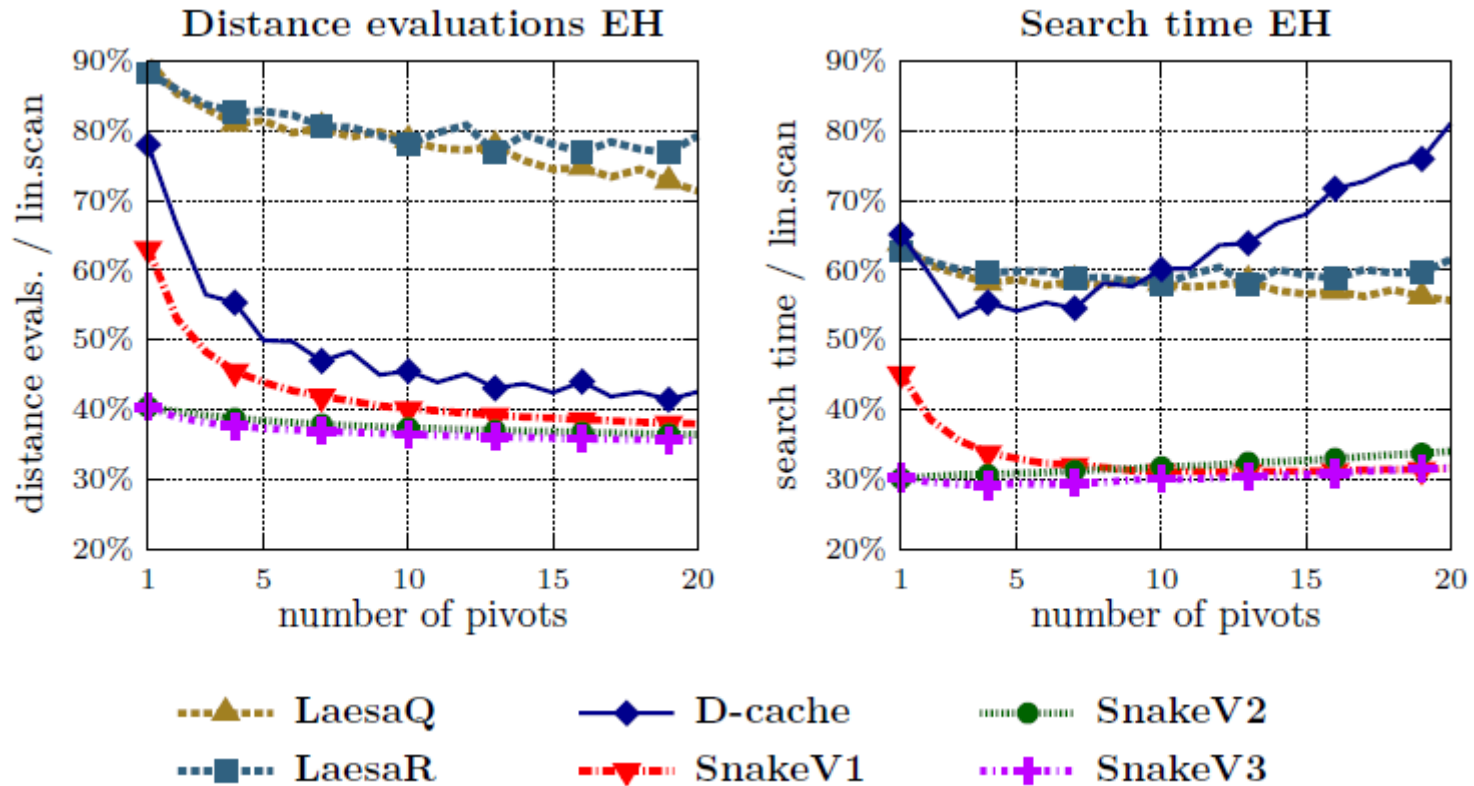 Distance evaluations EH
distance evals. / lin.scan
90%
80%
70%
60%
50%
40%
30%
20%
1 5 10 15 20
number of pivots
Search time EH
search time / lin.scan
90%
80%
70%
60%
50%
40%
30%
20%
1 5 10 15 20
number of pivots
LaesaQ
D-cache
SnakeV2
LaesaR
SnakeV1
SnakeV3